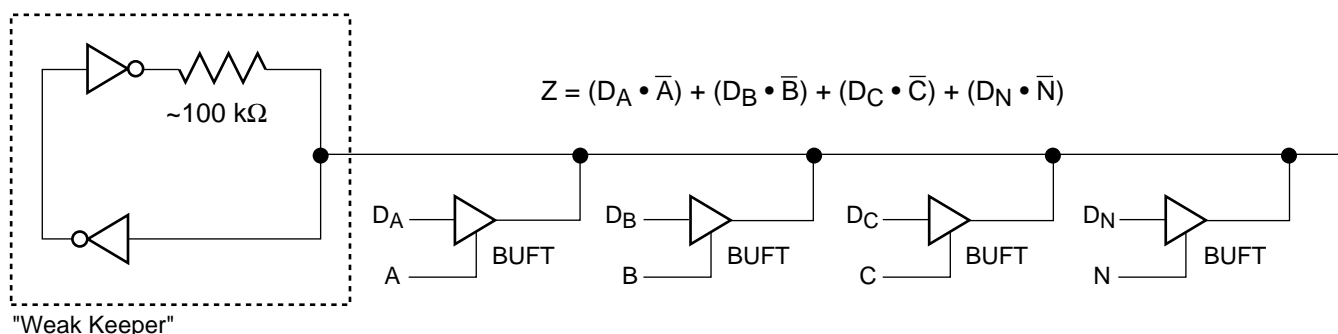 Z = (D_A • A̅) + (D_B • B̅) + (D_C • C̅) + (D_N • N̅)
~100 kΩ
D_A
D_B
D_C
D_N
BUFT
BUFT
BUFT
BUFT
A
B
C
N
"Weak Keeper"